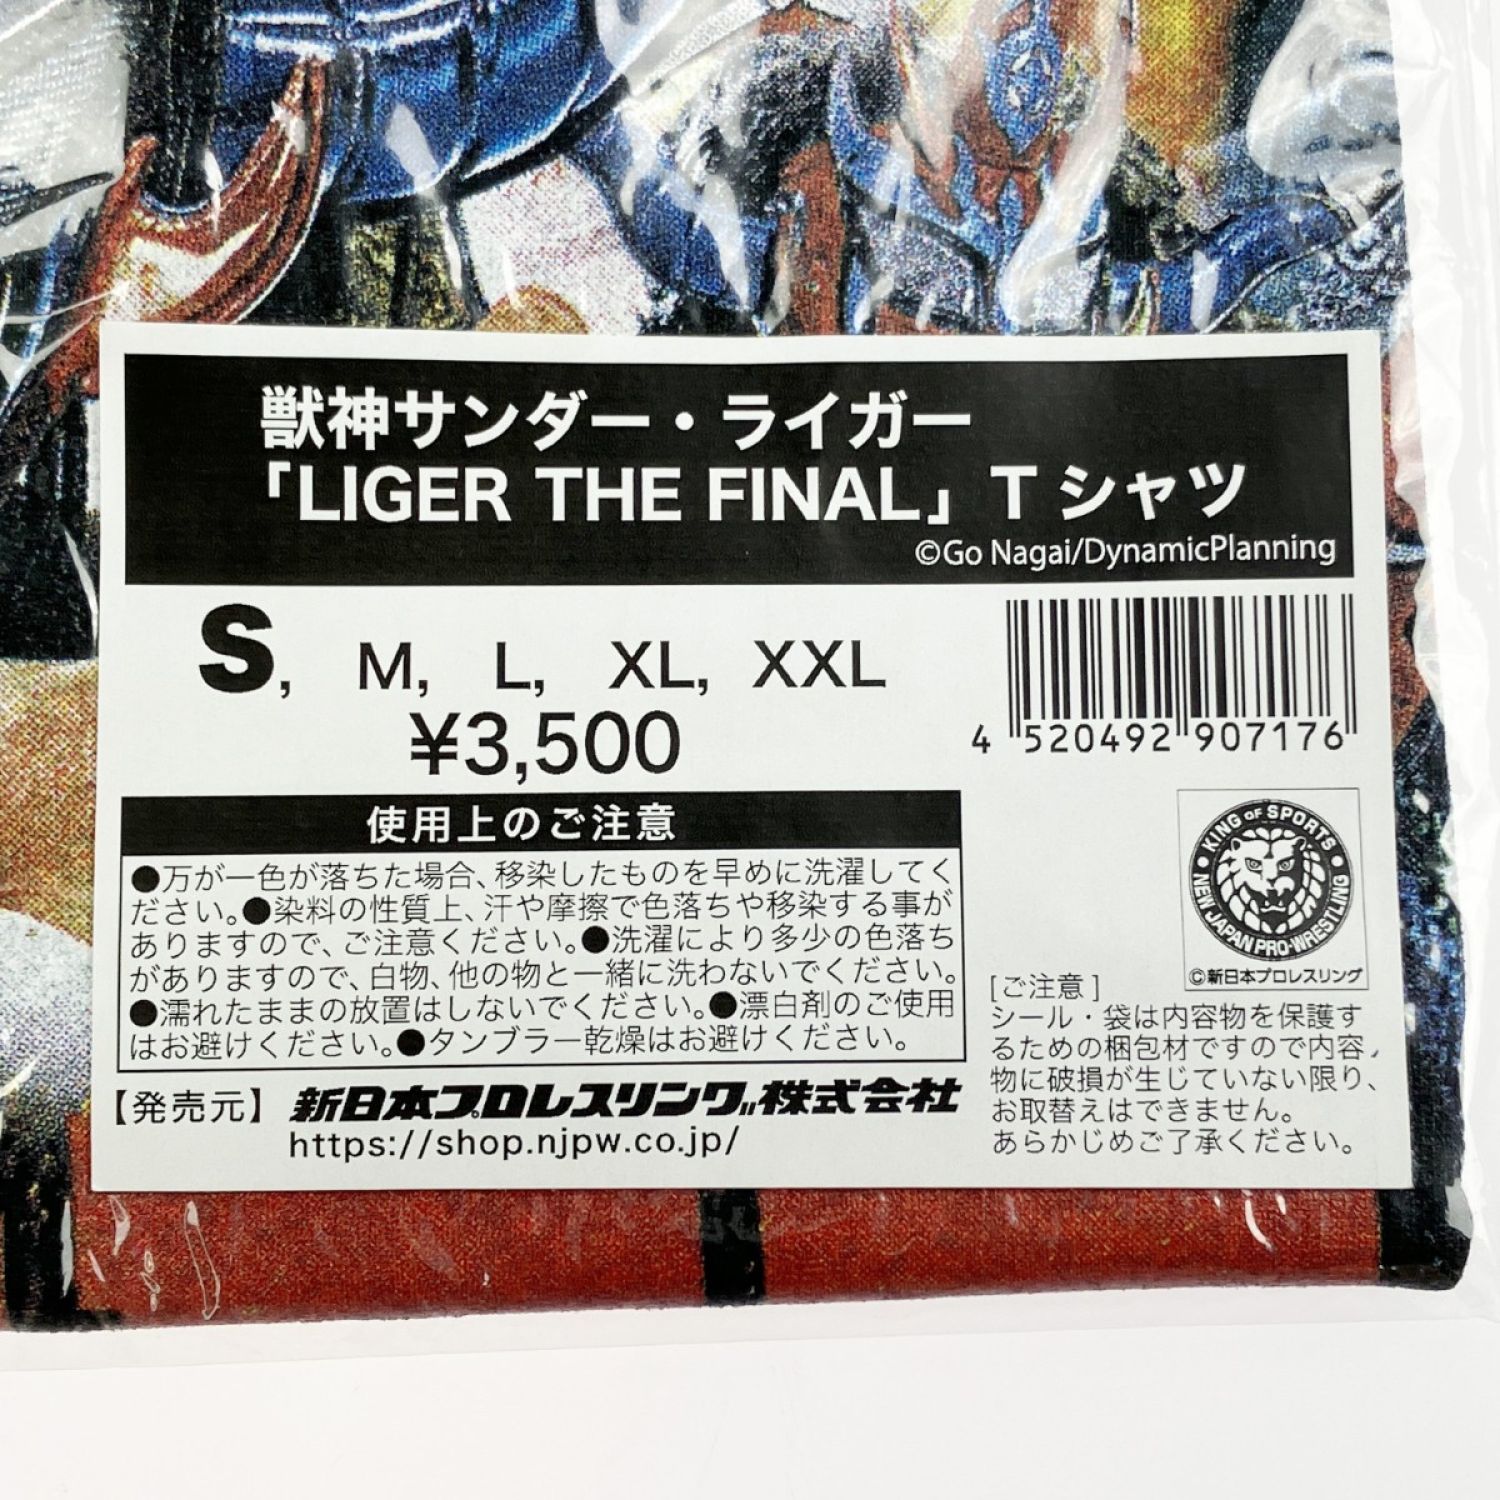 獣神サンダー・ライガー
「LIGER THE FINAL」Tシャツ
©Go Nagai/DynamicPlanning
S, M, L, XL, XXL
¥3,500
4 520492 907176
使用上のご注意
●万が一色が落ちた場合、移染したものを早めに洗濯してく
ださい。●染料の性質上、汗や摩擦で色落ちや移染する事が
ありますので、ご注意ください。●洗濯により多少の色落ち
がありますので、白物、他の物と一緒に洗わないでください。
●濡れたままの放置はしないでください。●漂白剤のご使用
はお避けください。●タンブラー乾燥はお避けください。
【発売元】新日本プロレスリング株式会社
https://shop.njpw.co.jp/
KING OF SPORTS
NEW JAPAN PRO-WRESTLING
©新日本プロレスリング
[ご注意]
シール・袋は内容物を保護す
るための梱包材ですので内容
物に破損が生じていない限り、
お取替えはできません。
あらかじめご了承ください。